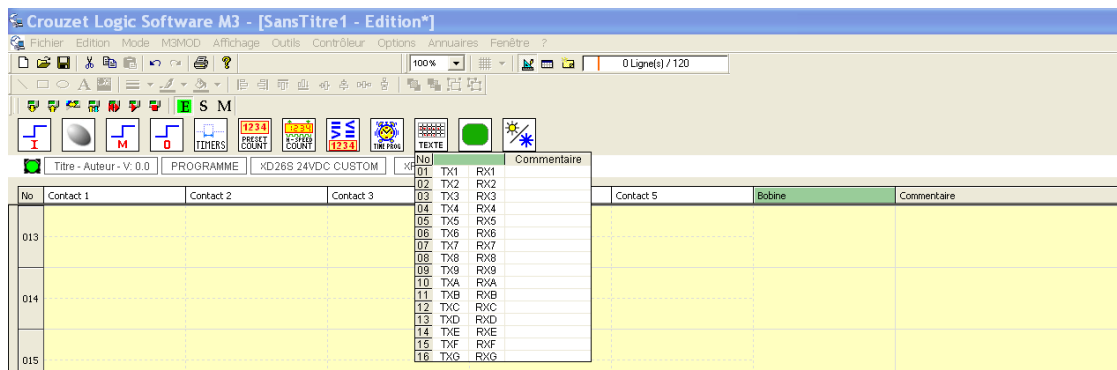 Crouzet Logic Software M3 - [SansTitre1 - Edition*]
Fichier Edition Mode M3MOD Affichage Outils Contrôleur Options Annuaires Fenêtre ?
100% 0 Ligne(s) / 120
A
E S M
I M 0 TIMERS 1234 PRESET COUNT 1234 H-SPEED COUNT 1234 TIME PROG TEXTE
Titre - Auteur - V: 0.0 PROGRAMME XD26S 24VDC CUSTOM
No Commentaire
01 TX1 RX1
02 TX2 RX2
03 TX3 RX3
04 TX4 RX4
05 TX5 RX5
06 TX6 RX6
07 TX7 RX7
08 TX8 RX8
09 TX9 RX9
10 TXA RXA
11 TXB RXB
12 TXC RXC
13 TXD RXD
14 TXE RXE
15 TXF RXF
16 TXG RXG
No Contact 1 Contact 2 Contact 3 Contact 5 Bobine Commentaire
013
014
015